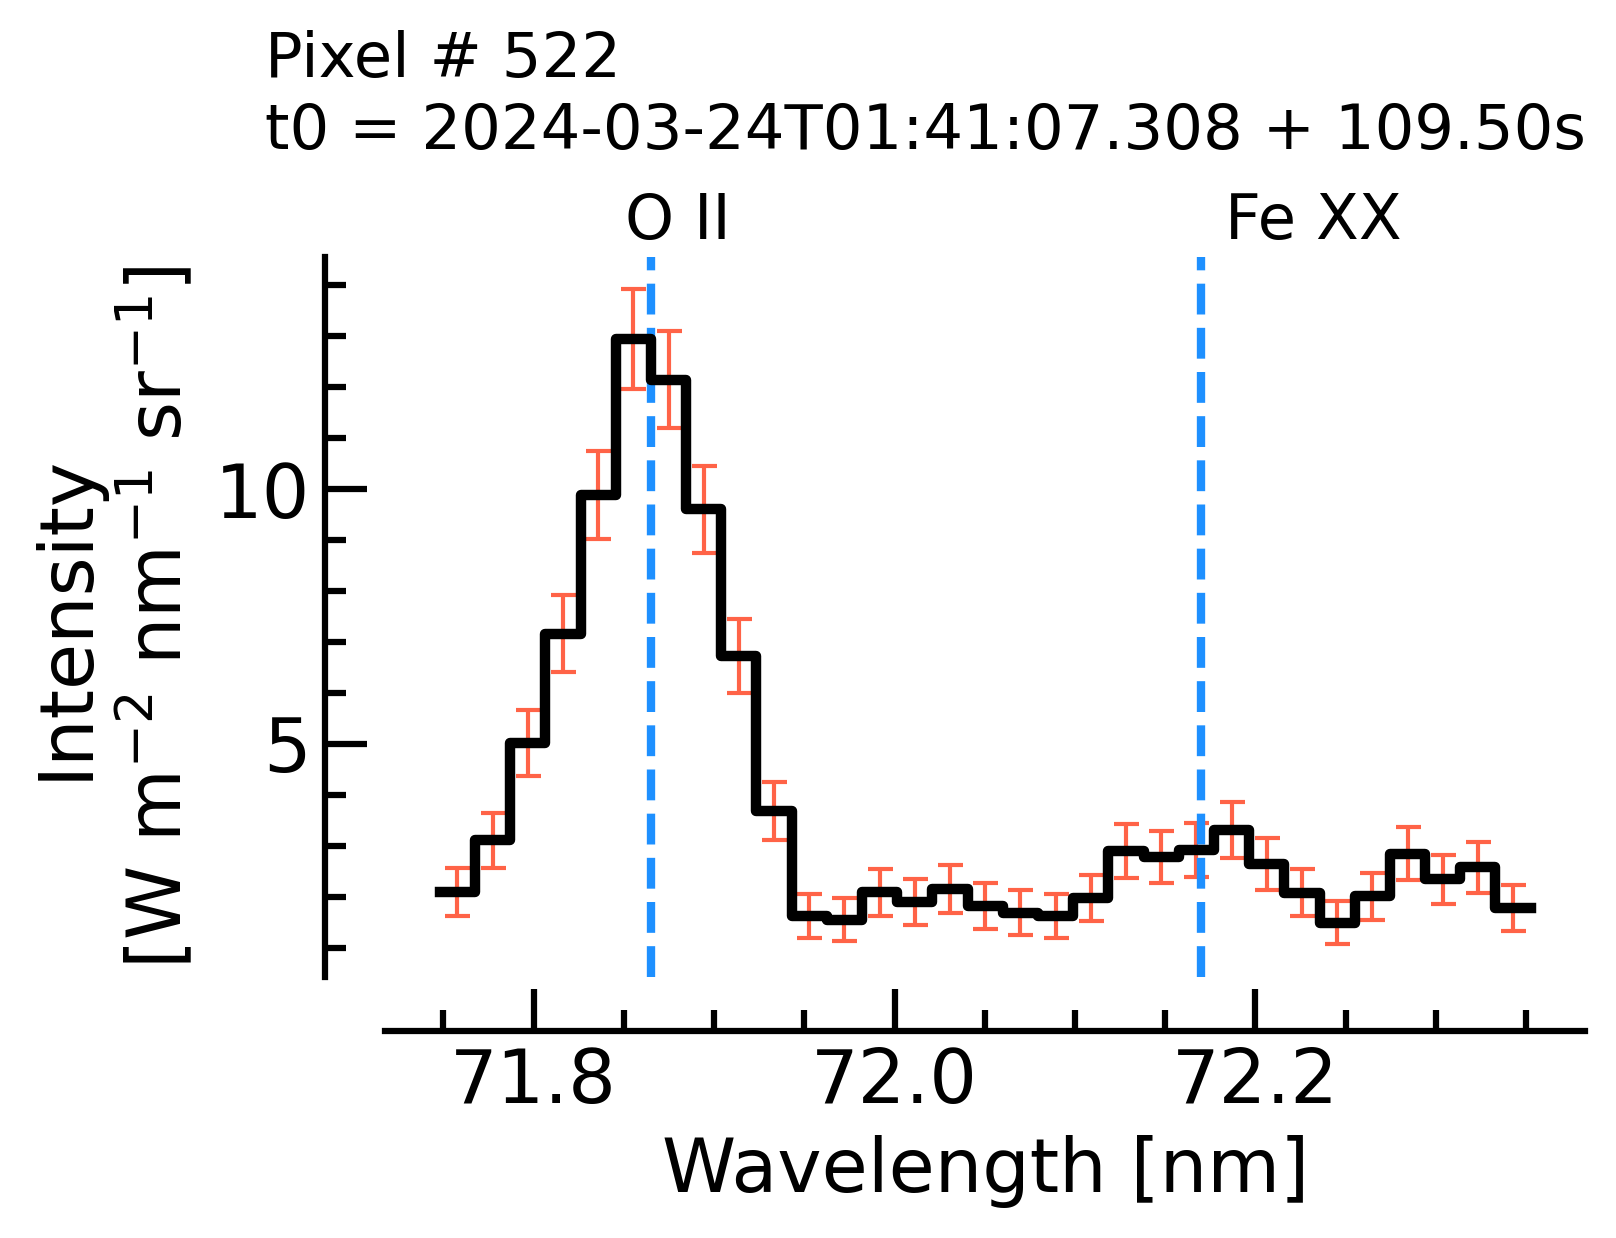 Pixel # 522
t0 = 2024-03-24T01:41:07.308 + 109.50s
O II Fe XX
Intensity
[W m⁻² nm⁻¹ sr⁻¹]
10
5
71.8 72.0 72.2
Wavelength [nm]